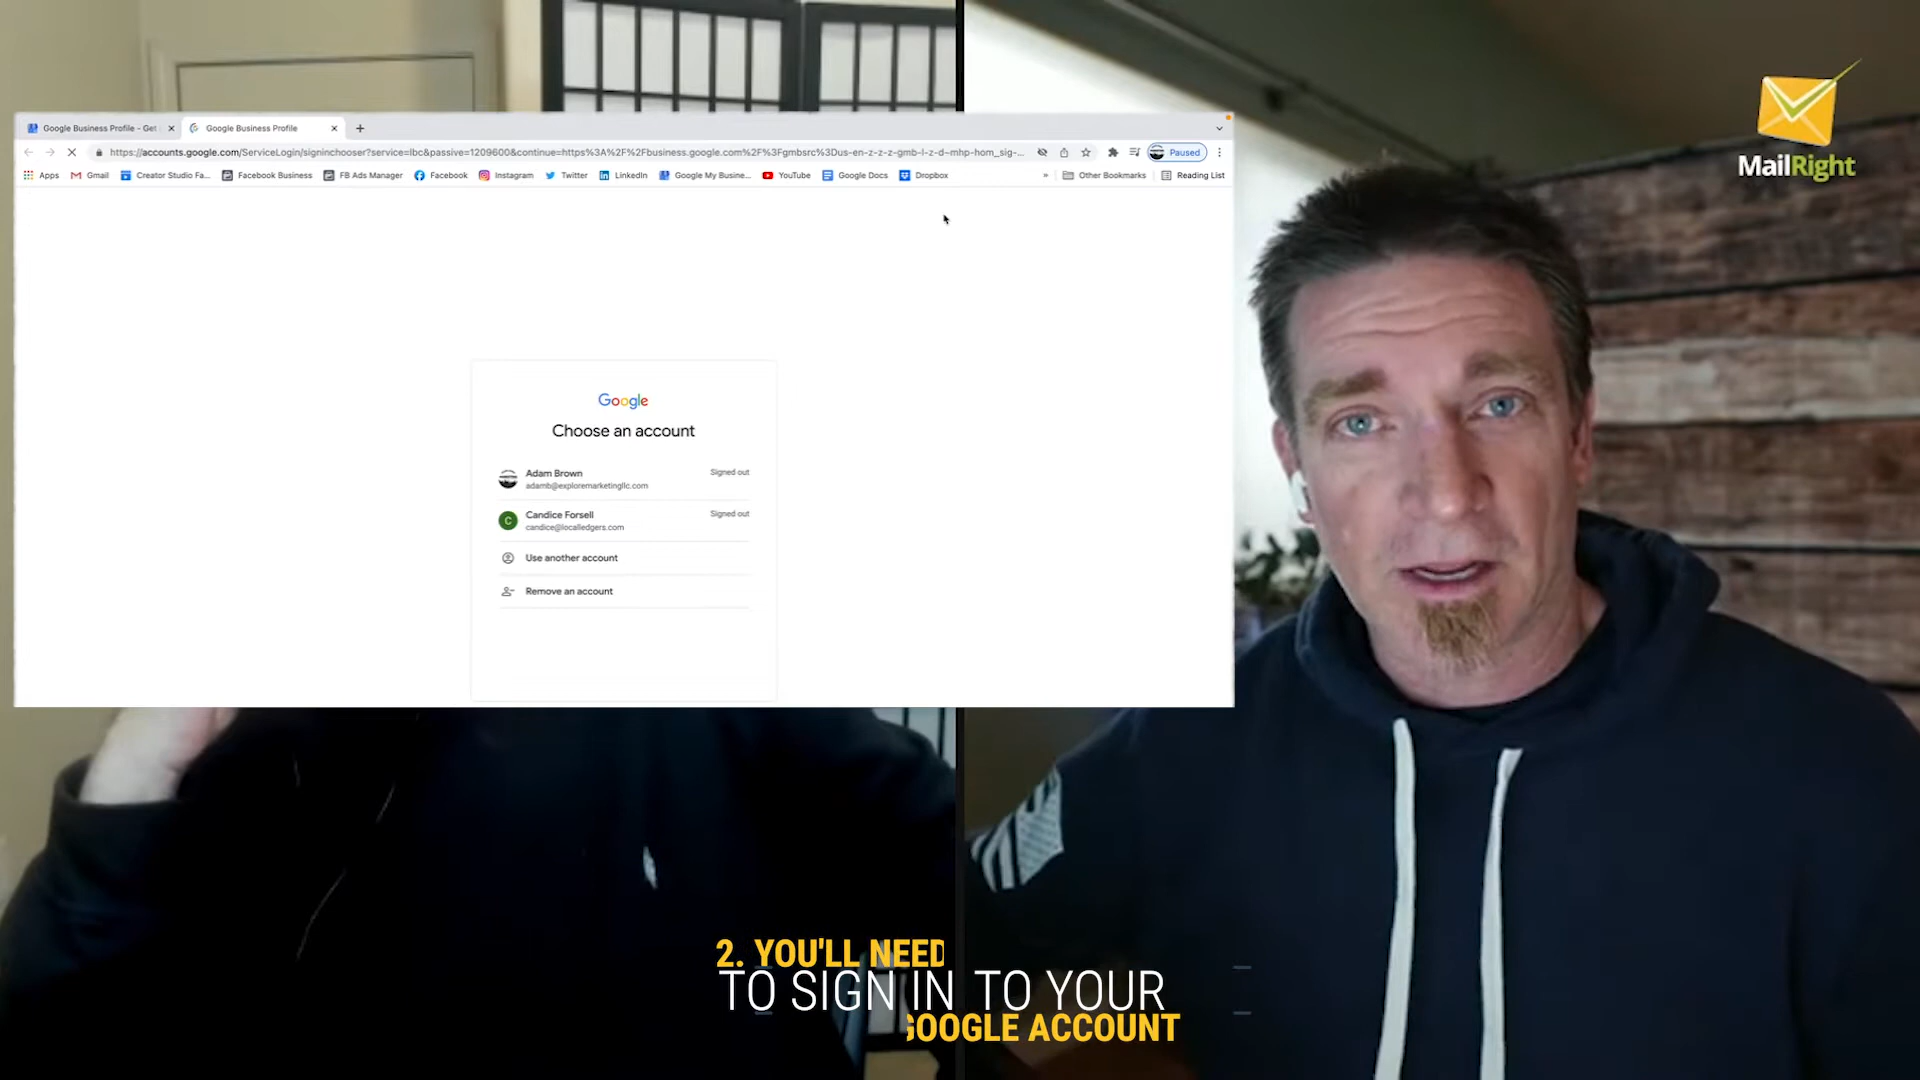 Google Business Profile - Get
Google Business Profile
https://accounts.google.com/ServiceLogin/signinchooser?service=lbc&passive=1209600&continue=https%3A%2F%2Fbusiness.google.com%2F%3Fgmbsrc%3Dus-en-z-z-z-gmb-l-z-d-mhp-hom_sig-...
Paused
Apps
Gmail
Creator Studio Fa...
Facebook Business
FB Ads Manager
Facebook
Instagram
Twitter
LinkedIn
Google My Busine...
YouTube
Google Docs
Dropbox
»
Other Bookmarks
Reading List
MailRight
Google
Choose an account
Adam Brown
Signed out
adamb@exploremarketingllc.com
C
Candice Forsell
Signed out
candice@localledgers.com
Use another account
Remove an account
2. YOU'LL NEED
TO SIGN IN TO YOUR
GOOGLE ACCOUNT